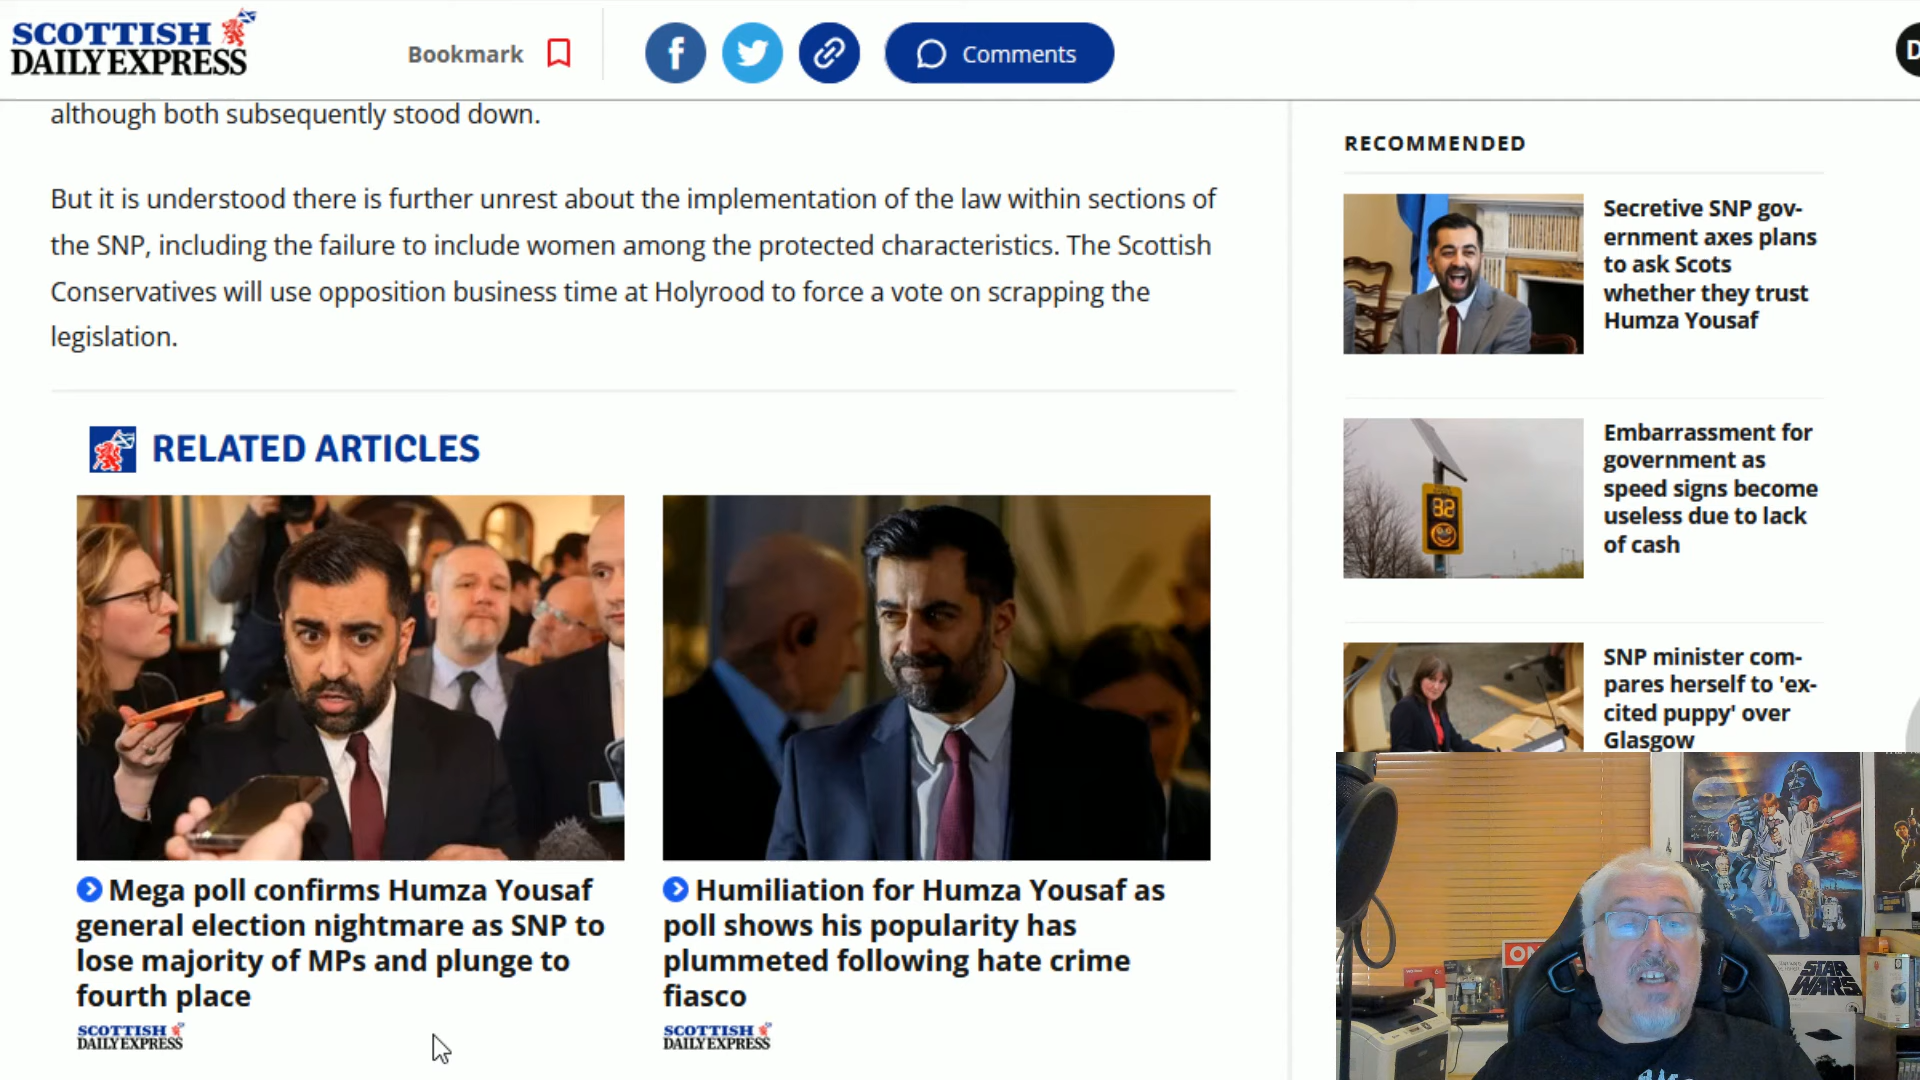 SCOTTISH
DAILY EXPRESS
Bookmark
Comments
D
although both subsequently stood down.
But it is understood there is further unrest about the implementation of the law within sections of
the SNP, including the failure to include women among the protected characteristics. The Scottish
Conservatives will use opposition business time at Holyrood to force a vote on scrapping the
legislation.
RELATED ARTICLES
Mega poll confirms Humza Yousaf
general election nightmare as SNP to
lose majority of MPs and plunge to
fourth place
SCOTTISH
DAILY EXPRESS
Humiliation for Humza Yousaf as
poll shows his popularity has
plummeted following hate crime
fiasco
SCOTTISH
DAILY EXPRESS
RECOMMENDED
Secretive SNP gov-
ernment axes plans
to ask Scots
whether they trust
Humza Yousaf
32
Embarrassment for
government as
speed signs become
useless due to lack
of cash
SNP minister com-
pares herself to 'ex-
cited puppy' over
Glasgow
ON
STAR
WARS